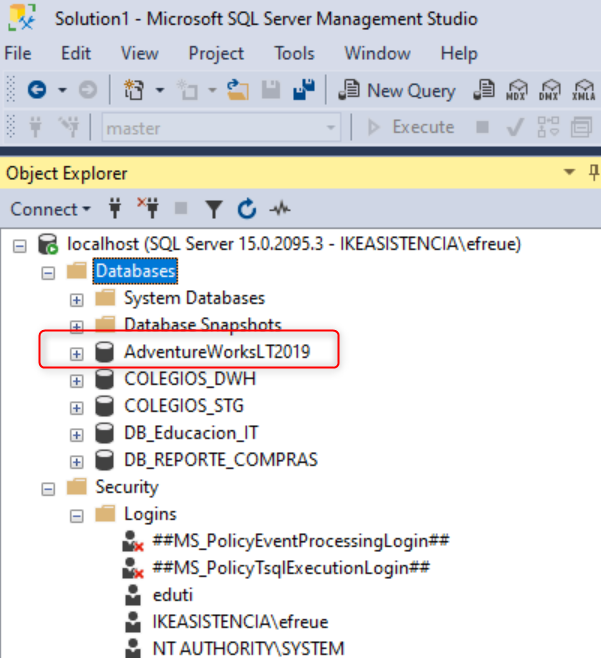 Solution1 - Microsoft SQL Server Management Studio
File Edit View Project Tools Window Help
New Query MDX DMX XMLA
master Execute
Object Explorer
Connect
localhost (SQL Server 15.0.2095.3 - IKEASISTENCIA\efreue)
Databases
System Databases
Database Snapshots
AdventureWorksLT2019
COLEGIOS_DWH
COLEGIOS_STG
DB_Educacion_IT
DB_REPORTE_COMPRAS
Security
Logins
##MS_PolicyEventProcessingLogin##
##MS_PolicyTsqlExecutionLogin##
eduti
IKEASISTENCIA\efreue
NT AUTHORITY\SYSTEM